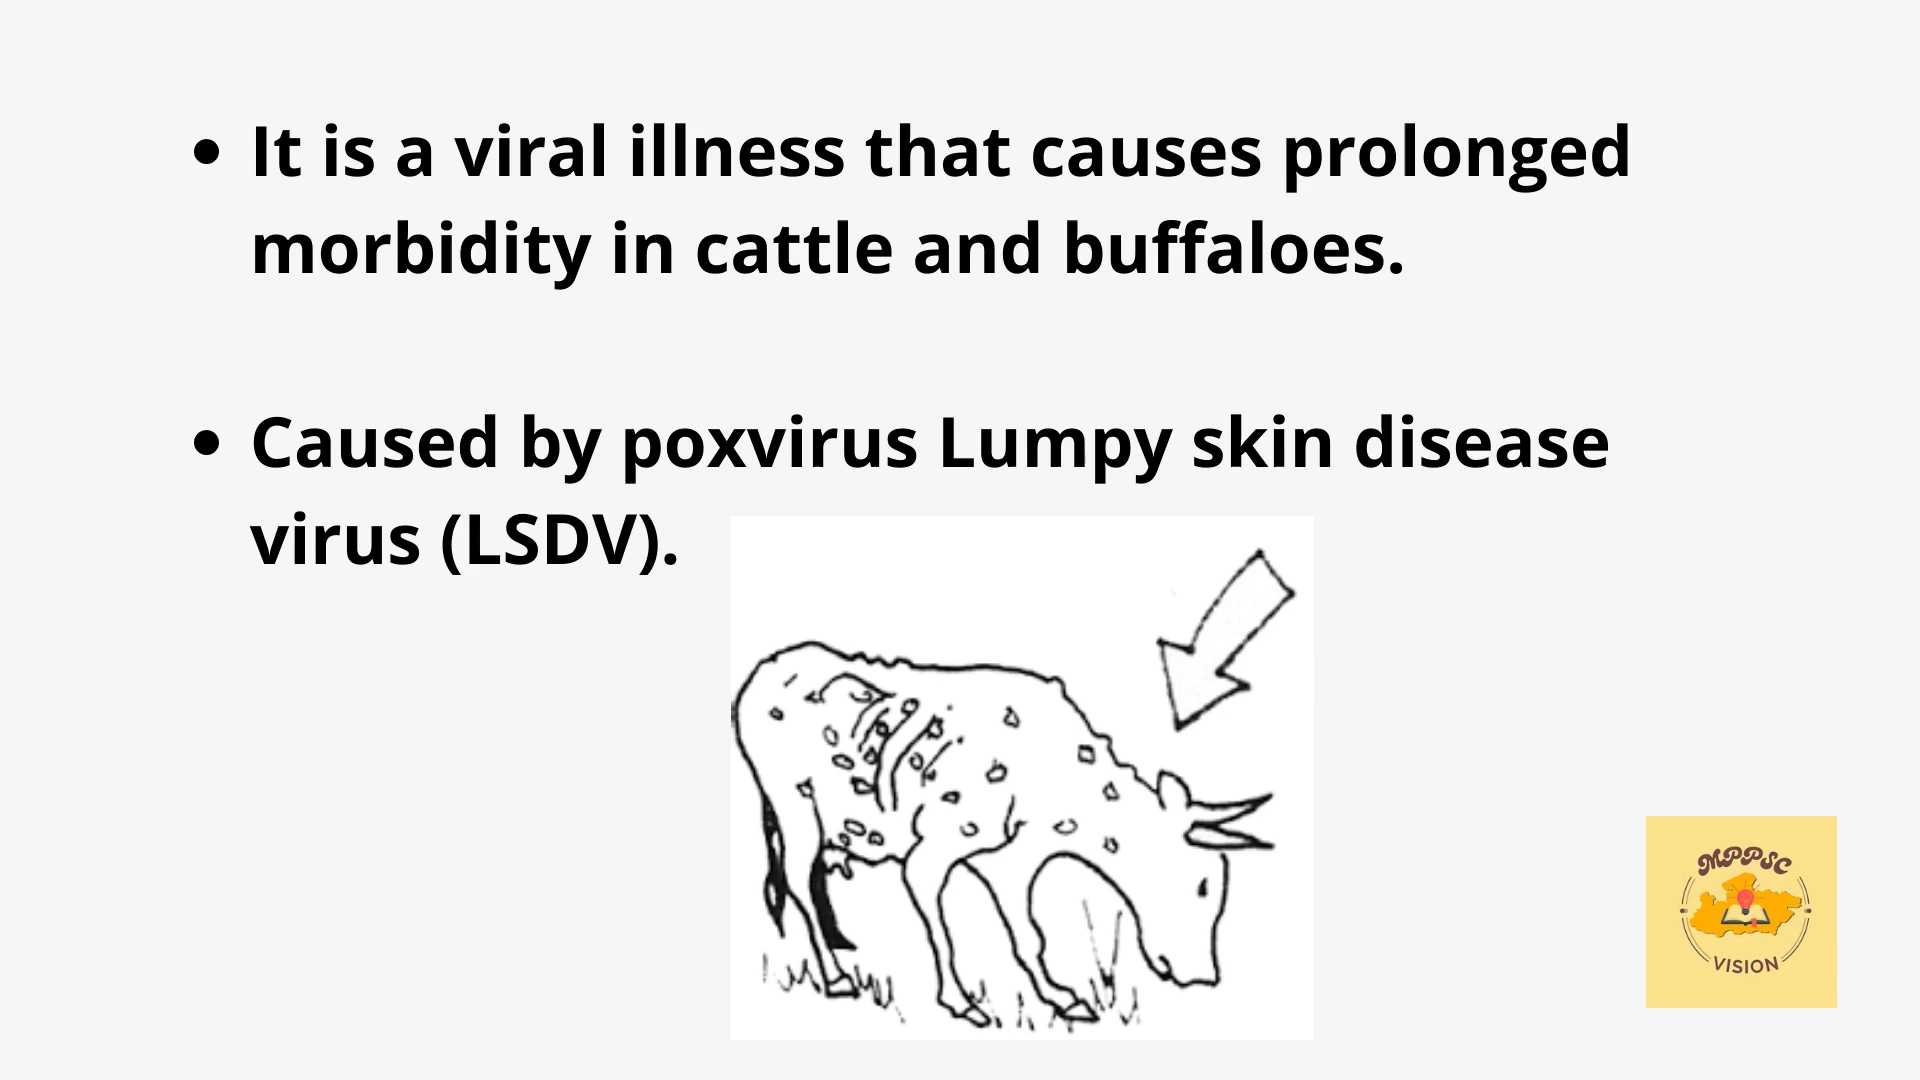 • It is a viral illness that causes prolonged
morbidity in cattle and buffaloes.
• Caused by poxvirus Lumpy skin disease
virus (LSDV).
MPPSC
VISION